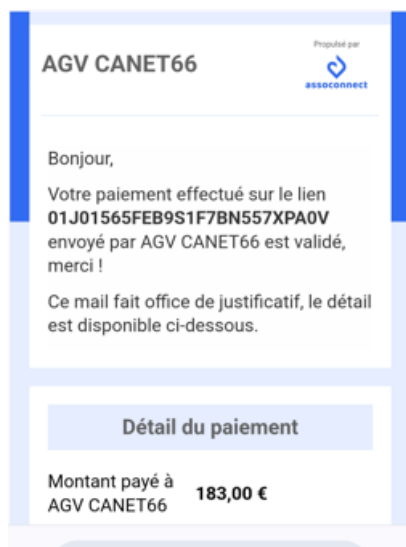 Propulsé par
AGV CANET66
assoconnect
Bonjour,
Votre paiement effectué sur le lien
01J01565FEB9S1F7BN557XPA0V
envoyé par AGV CANET66 est validé,
merci !
Ce mail fait office de justificatif, le détail
est disponible ci-dessous.
Détail du paiement
Montant payé à
AGV CANET66
183,00 €